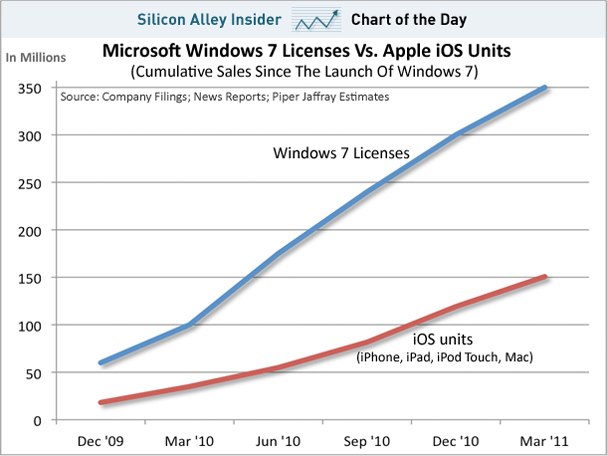 Silicon Alley Insider Chart of the Day
In Millions
Microsoft Windows 7 Licenses Vs. Apple iOS Units
(Cumulative Sales Since The Launch Of Windows 7)
350
Source: Company Filings; News Reports; Piper Jaffray Estimates
300
Windows 7 Licenses
250
200
150
100
iOS units
(iPhone, iPad, iPod Touch, Mac)
50
0
Dec '09 Mar '10 Jun '10 Sep '10 Dec '10 Mar '11